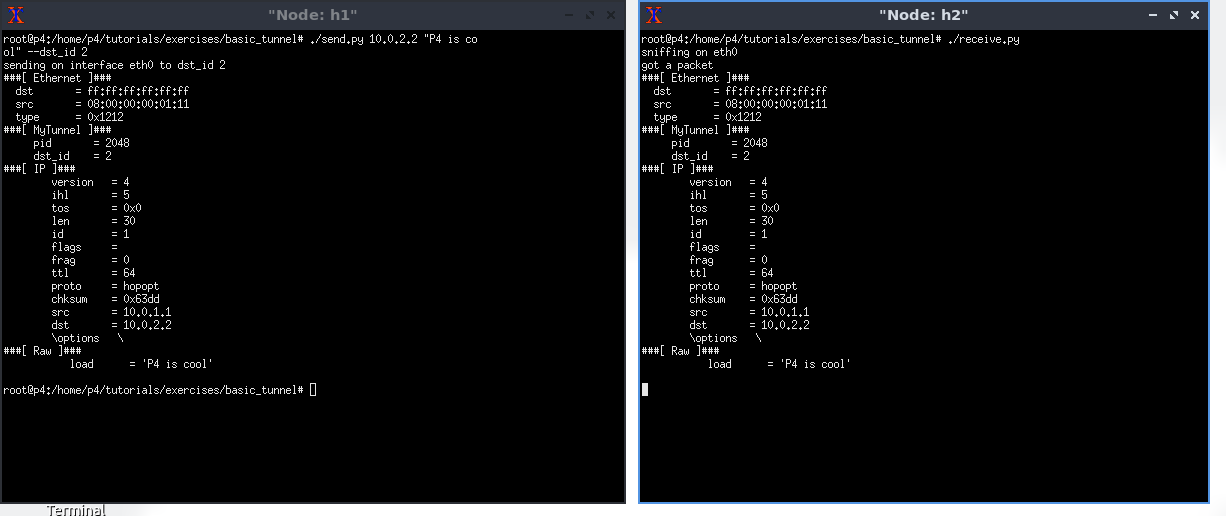 "Node: h1"
root@p4:/home/p4/tutorials/exercises/basic_tunnel# ./send.py 10.0.2.2 "P4 is co
ol" --dst_id 2
sending on interface eth0 to dst_id 2
###[ Ethernet ]###
dst = ff:ff:ff:ff:ff:ff
src = 08:00:00:00:01:11
type = 0x1212
###[ MyTunnel ]###
pid = 2048
dst_id = 2
###[ IP ]###
version = 4
ihl = 5
tos = 0x0
len = 30
id = 1
flags =
frag = 0
ttl = 64
proto = hopopt
chksum = 0x63dd
src = 10.0.1.1
dst = 10.0.2.2
\options \
###[ Raw ]###
load = 'P4 is cool'
root@p4:/home/p4/tutorials/exercises/basic_tunnel#
"Node: h2"
root@p4:/home/p4/tutorials/exercises/basic_tunnel# ./receive.py
sniffing on eth0
got a packet
###[ Ethernet ]###
dst = ff:ff:ff:ff:ff:ff
src = 08:00:00:00:01:11
type = 0x1212
###[ MyTunnel ]###
pid = 2048
dst_id = 2
###[ IP ]###
version = 4
ihl = 5
tos = 0x0
len = 30
id = 1
flags =
frag = 0
ttl = 64
proto = hopopt
chksum = 0x63dd
src = 10.0.1.1
dst = 10.0.2.2
\options \
###[ Raw ]###
load = 'P4 is cool'
Terminal